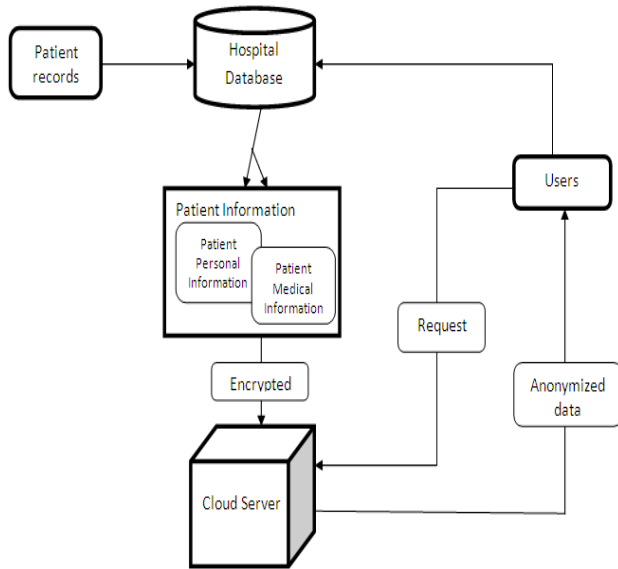 Patient
records
Hospital
Database
Users
Patient Information
Patient
Personal
Information
Patient
Medical
Information
Request
Encrypted
Anonymized
data
Cloud Server